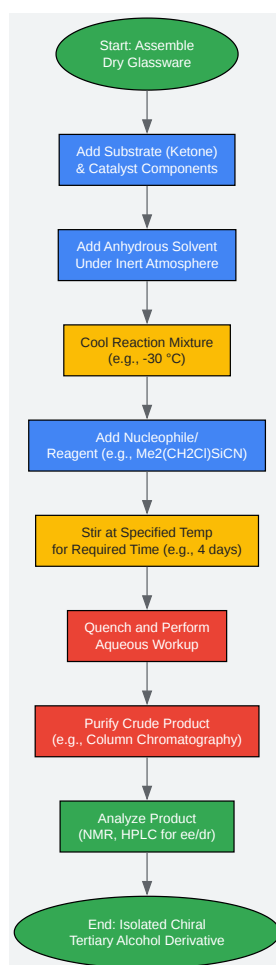 Start: Assemble
Dry Glassware
Add Substrate (Ketone)
& Catalyst Components
Add Anhydrous Solvent
Under Inert Atmosphere
Cool Reaction Mixture
(e.g., -30 °C)
Add Nucleophile/
Reagent (e.g., Me2(CH2Cl)SiCN)
Stir at Specified Temp
for Required Time (e.g., 4 days)
Quench and Perform
Aqueous Workup
Purify Crude Product
(e.g., Column Chromatography)
Analyze Product
(NMR, HPLC for ee/dr)
End: Isolated Chiral
Tertiary Alcohol Derivative